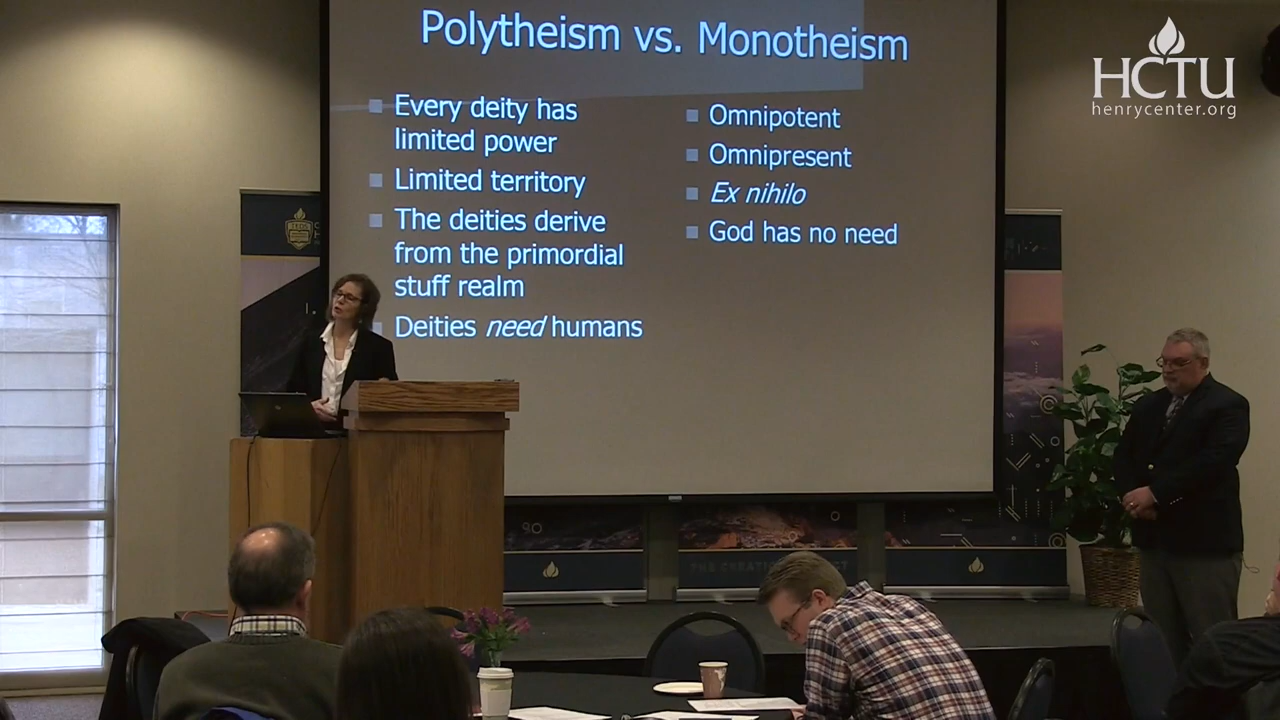 Polytheism vs. Monotheism
Every deity has
limited power
Limited territory
The deities derive
from the primordial
stuff realm
Deities need humans
Omnipotent
Omnipresent
Ex nihilo
God has no need
HCTU
henrycenter.org